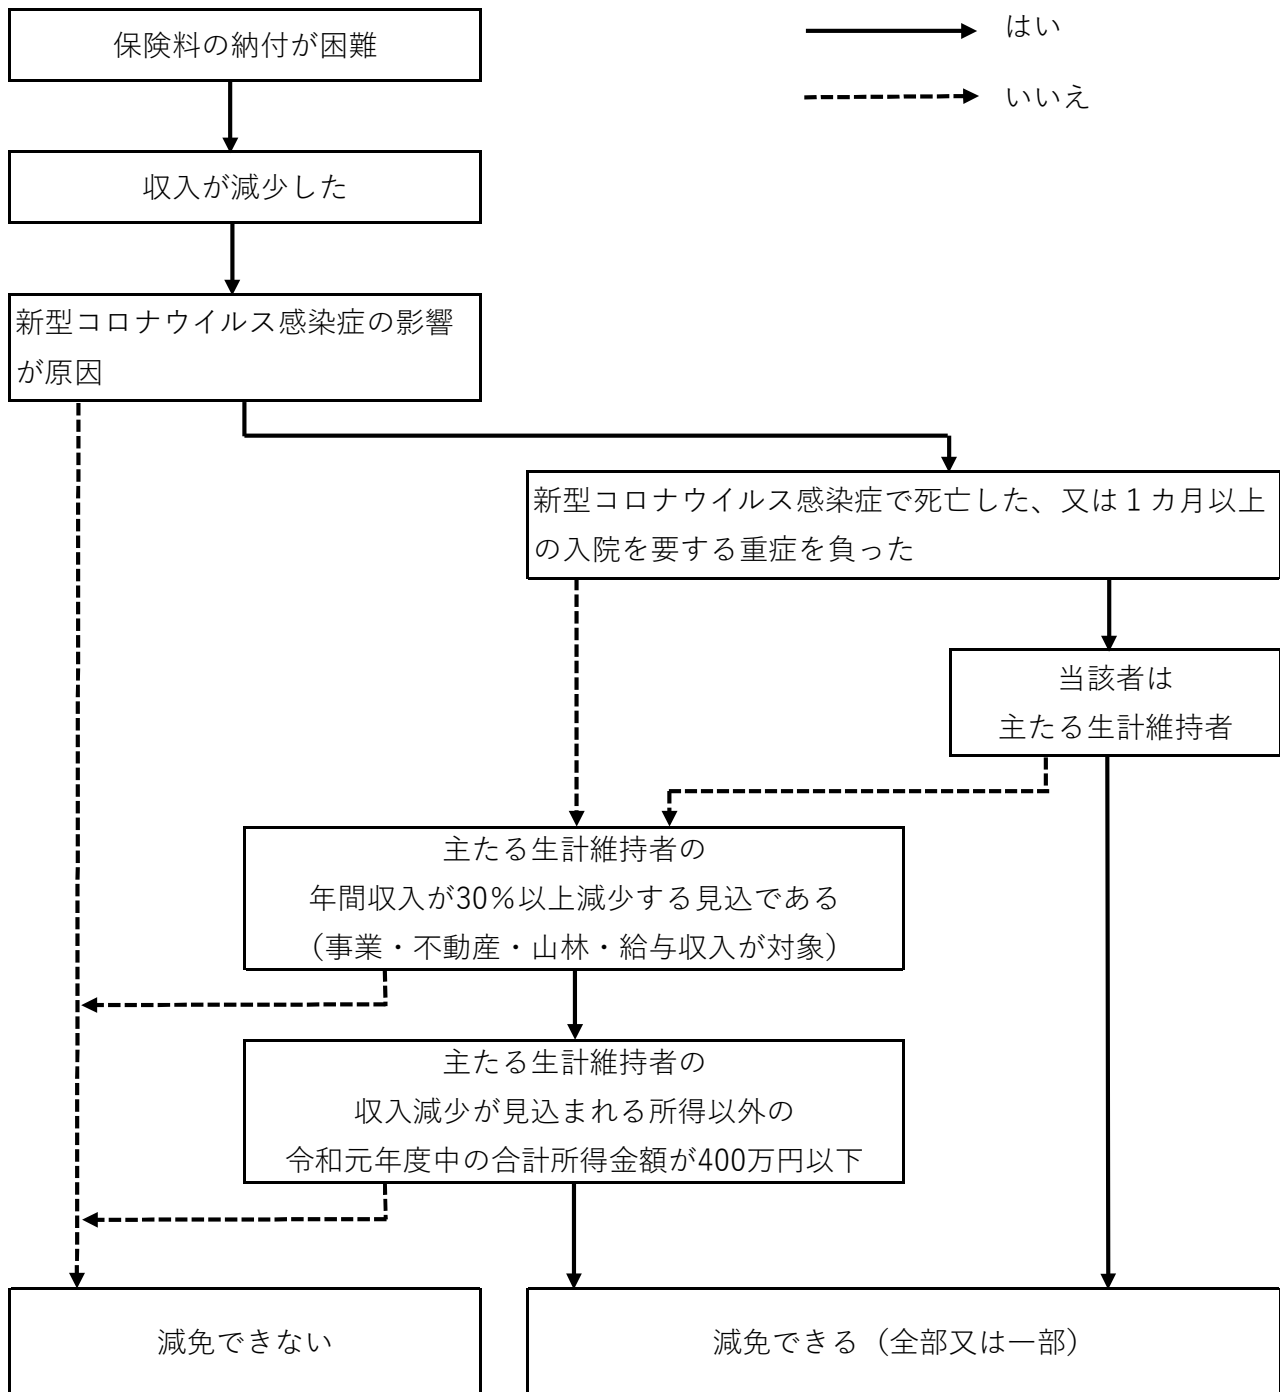 保険料の納付が困難
はい
いいえ
収入が減少した
新型コロナウイルス感染症の影響
が原因
新型コロナウイルス感染症で死亡した、又は１カ月以上
の入院を要する重症を負った
当該者は
主たる生計維持者
主たる生計維持者の
年間収入が30％以上減少する見込である
（事業・不動産・山林・給与収入が対象）
主たる生計維持者の
収入減少が見込まれる所得以外の
令和元年度中の合計所得金額が400万円以下
減免できない
減免できる（全部又は一部）